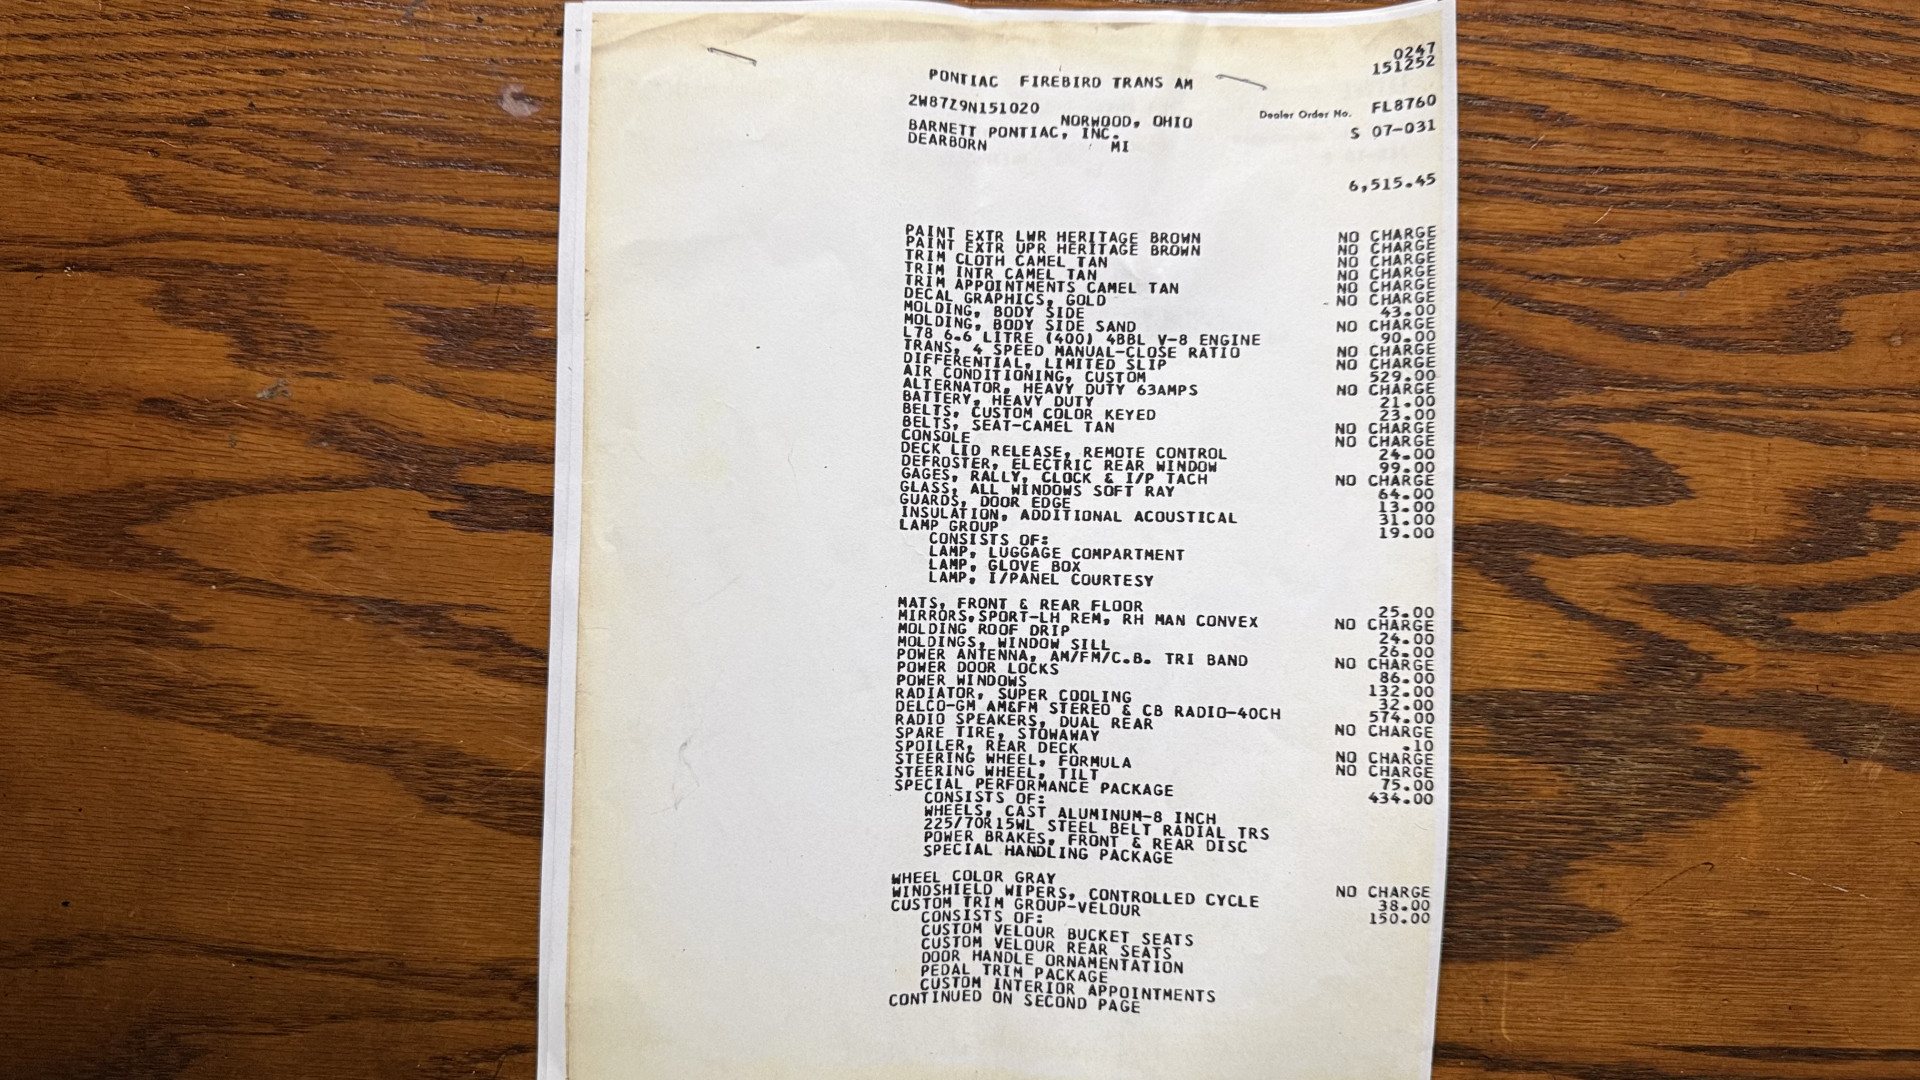 0247
151252
PONTIAC FIREBIRD TRANS AM
2W87Z9N151020 Dealer Order No. FL8760
NORWOOD, OHIO
BARNETT PONTIAC, INC. S 07-031
DEARBORN MI
6,515.45
PAINT EXTR LWR HERITAGE BROWN NO CHARGE
PAINT EXTR UPR HERITAGE BROWN NO CHARGE
TRIM CLOTH CAMEL TAN NO CHARGE
TRIM INTR CAMEL TAN NO CHARGE
TRIM APPOINTMENTS CAMEL TAN NO CHARGE
DECAL GRAPHICS, GOLD NO CHARGE
MOLDING, BODY SIDE 43.00
MOLDING, BODY SIDE SAND NO CHARGE
L78 6.6 LITRE (400) 4BBL V-8 ENGINE 90.00
TRANS, 4 SPEED MANUAL-CLOSE RATIO NO CHARGE
DIFFERENTIAL, LIMITED SLIP NO CHARGE
AIR CONDITIONING, CUSTOM 529.00
ALTERNATOR, HEAVY DUTY 63AMPS NO CHARGE
BATTERY, HEAVY DUTY 21.00
BELTS, CUSTOM COLOR KEYED 23.00
BELTS, SEAT-CAMEL TAN NO CHARGE
CONSOLE NO CHARGE
DECK LID RELEASE, REMOTE CONTROL 24.00
DEFROSTER, ELECTRIC REAR WINDOW 99.00
GAGES, RALLY, CLOCK & I/P TACH NO CHARGE
GLASS, ALL WINDOWS SOFT RAY 64.00
GUARDS, DOOR EDGE 13.00
INSULATION, ADDITIONAL ACOUSTICAL 31.00
LAMP GROUP 19.00
CONSISTS OF:
LAMP, LUGGAGE COMPARTMENT
LAMP, GLOVE BOX
LAMP, I/PANEL COURTESY
MATS, FRONT & REAR FLOOR 25.00
MIRRORS,SPORT-LH REM, RH MAN CONVEX NO CHARGE
MOLDING ROOF DRIP 24.00
MOLDINGS, WINDOW SILL 26.00
POWER ANTENNA, AM/FM/C.B. TRI BAND NO CHARGE
POWER DOOR LOCKS 86.00
POWER WINDOWS 132.00
RADIATOR, SUPER COOLING 32.00
DELCO-GM AM&FM STEREO & CB RADIO-40CH 574.00
RADIO SPEAKERS, DUAL REAR NO CHARGE
SPARE TIRE, STOWAWAY .10
SPOILER, REAR DECK NO CHARGE
STEERING WHEEL, FORMULA NO CHARGE
STEERING WHEEL, TILT 75.00
SPECIAL PERFORMANCE PACKAGE 434.00
CONSISTS OF:
WHEELS, CAST ALUMINUM-8 INCH
225/70R15WL STEEL BELT RADIAL TRS
POWER BRAKES, FRONT & REAR DISC
SPECIAL HANDLING PACKAGE
WHEEL COLOR GRAY NO CHARGE
WINDSHIELD WIPERS, CONTROLLED CYCLE 38.00
CUSTOM TRIM GROUP-VELOUR 150.00
CONSISTS OF:
CUSTOM VELOUR BUCKET SEATS
CUSTOM VELOUR REAR SEATS
DOOR HANDLE ORNAMENTATION
PEDAL TRIM PACKAGE
CUSTOM INTERIOR APPOINTMENTS
CONTINUED ON SECOND PAGE